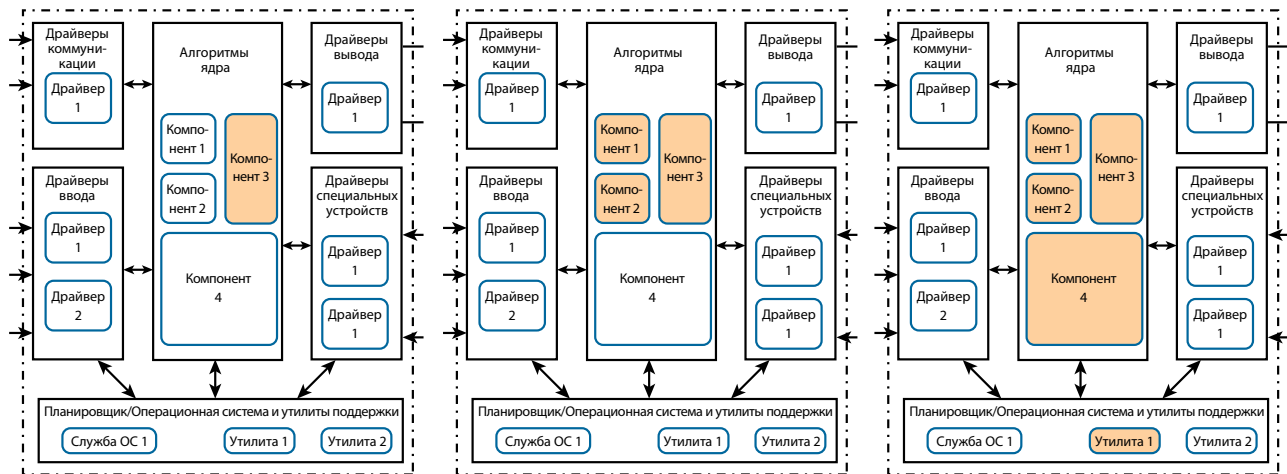 Драйверы
коммуни-
кации
Драйвер
1
Алгоритмы
ядра
Драйверы
вывода
Драйвер
1
Компо-
нент 1
Компо-
нент 2
Компо-
нент 3
Компонент
4
Драйверы
ввода
Драйвер
1
Драйвер
2
Драйверы
специальных
устройств
Драйвер
1
Драйвер
1
Планировщик/Операционная система и утилиты поддержки
Служба ОС 1
Утилита 1
Утилита 2
Драйверы
коммуни-
кации
Драйвер
1
Алгоритмы
ядра
Драйверы
вывода
Драйвер
1
Компо-
нент 1
Компо-
нент 2
Компо-
нент 3
Компонент
4
Драйверы
ввода
Драйвер
1
Драйвер
2
Драйверы
специальных
устройств
Драйвер
1
Драйвер
1
Планировщик/Операционная система и утилиты поддержки
Служба ОС 1
Утилита 1
Утилита 2
Драйверы
коммуни-
кации
Драйвер
1
Алгоритмы
ядра
Драйверы
вывода
Драйвер
1
Компо-
нент 1
Компо-
нент 2
Компо-
нент 3
Компонент
4
Драйверы
ввода
Драйвер
1
Драйвер
2
Драйверы
специальных
устройств
Драйвер
1
Драйвер
1
Планировщик/Операционная система и утилиты поддержки
Служба ОС 1
Утилита 1
Утилита 2